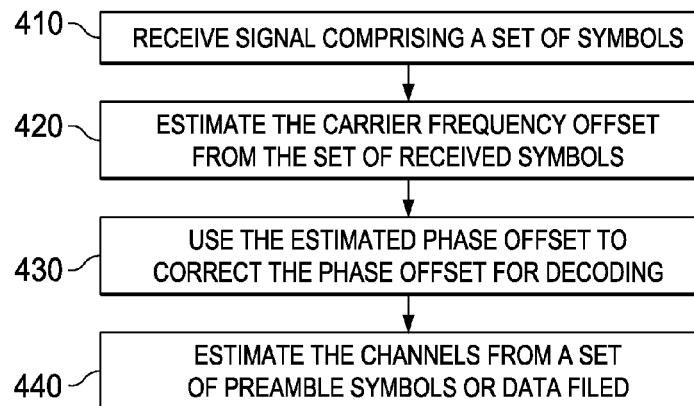 410
RECEIVE SIGNAL COMPRISING A SET OF SYMBOLS
420
ESTIMATE THE CARRIER FREQUENCY OFFSET
FROM THE SET OF RECEIVED SYMBOLS
430
USE THE ESTIMATED PHASE OFFSET TO
CORRECT THE PHASE OFFSET FOR DECODING
440
ESTIMATE THE CHANNELS FROM A SET
OF PREAMBLE SYMBOLS OR DATA FILED